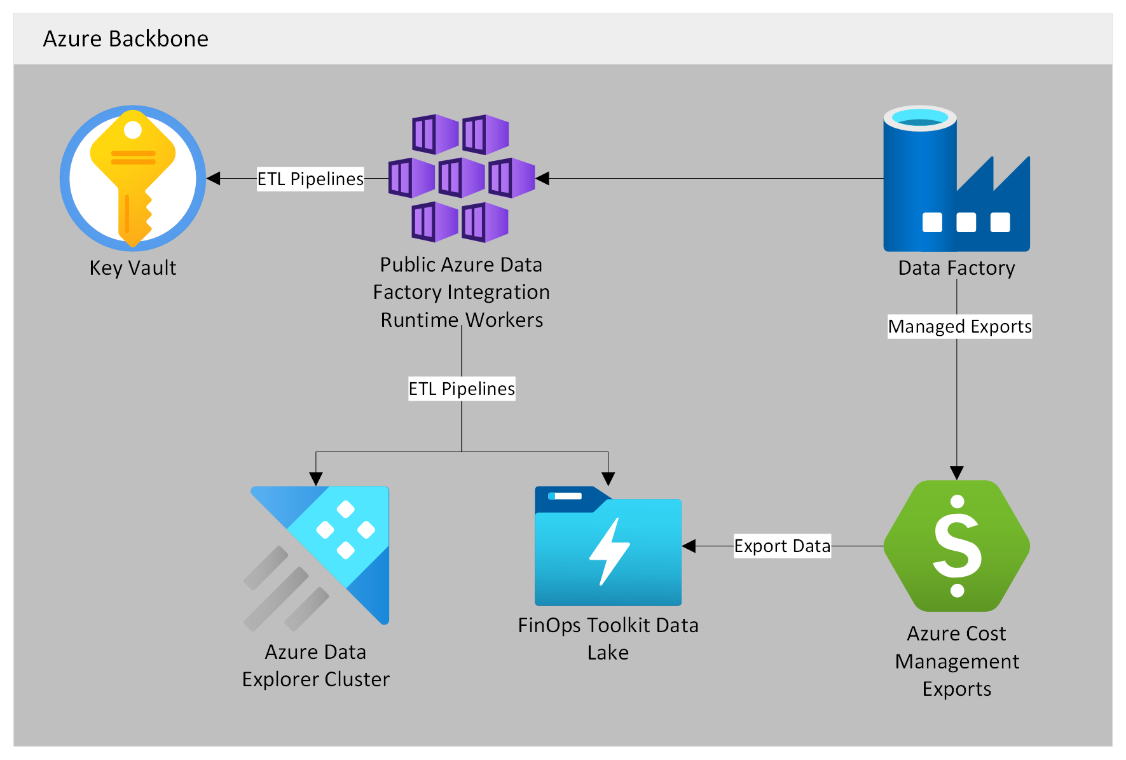 Azure Backbone
ETL Pipelines
Key Vault
Public Azure Data
Factory Integration
Runtime Workers
Data Factory
Managed Exports
ETL Pipelines
Export Data
Azure Data
Explorer Cluster
FinOps Toolkit Data
Lake
Azure Cost
Management
Exports